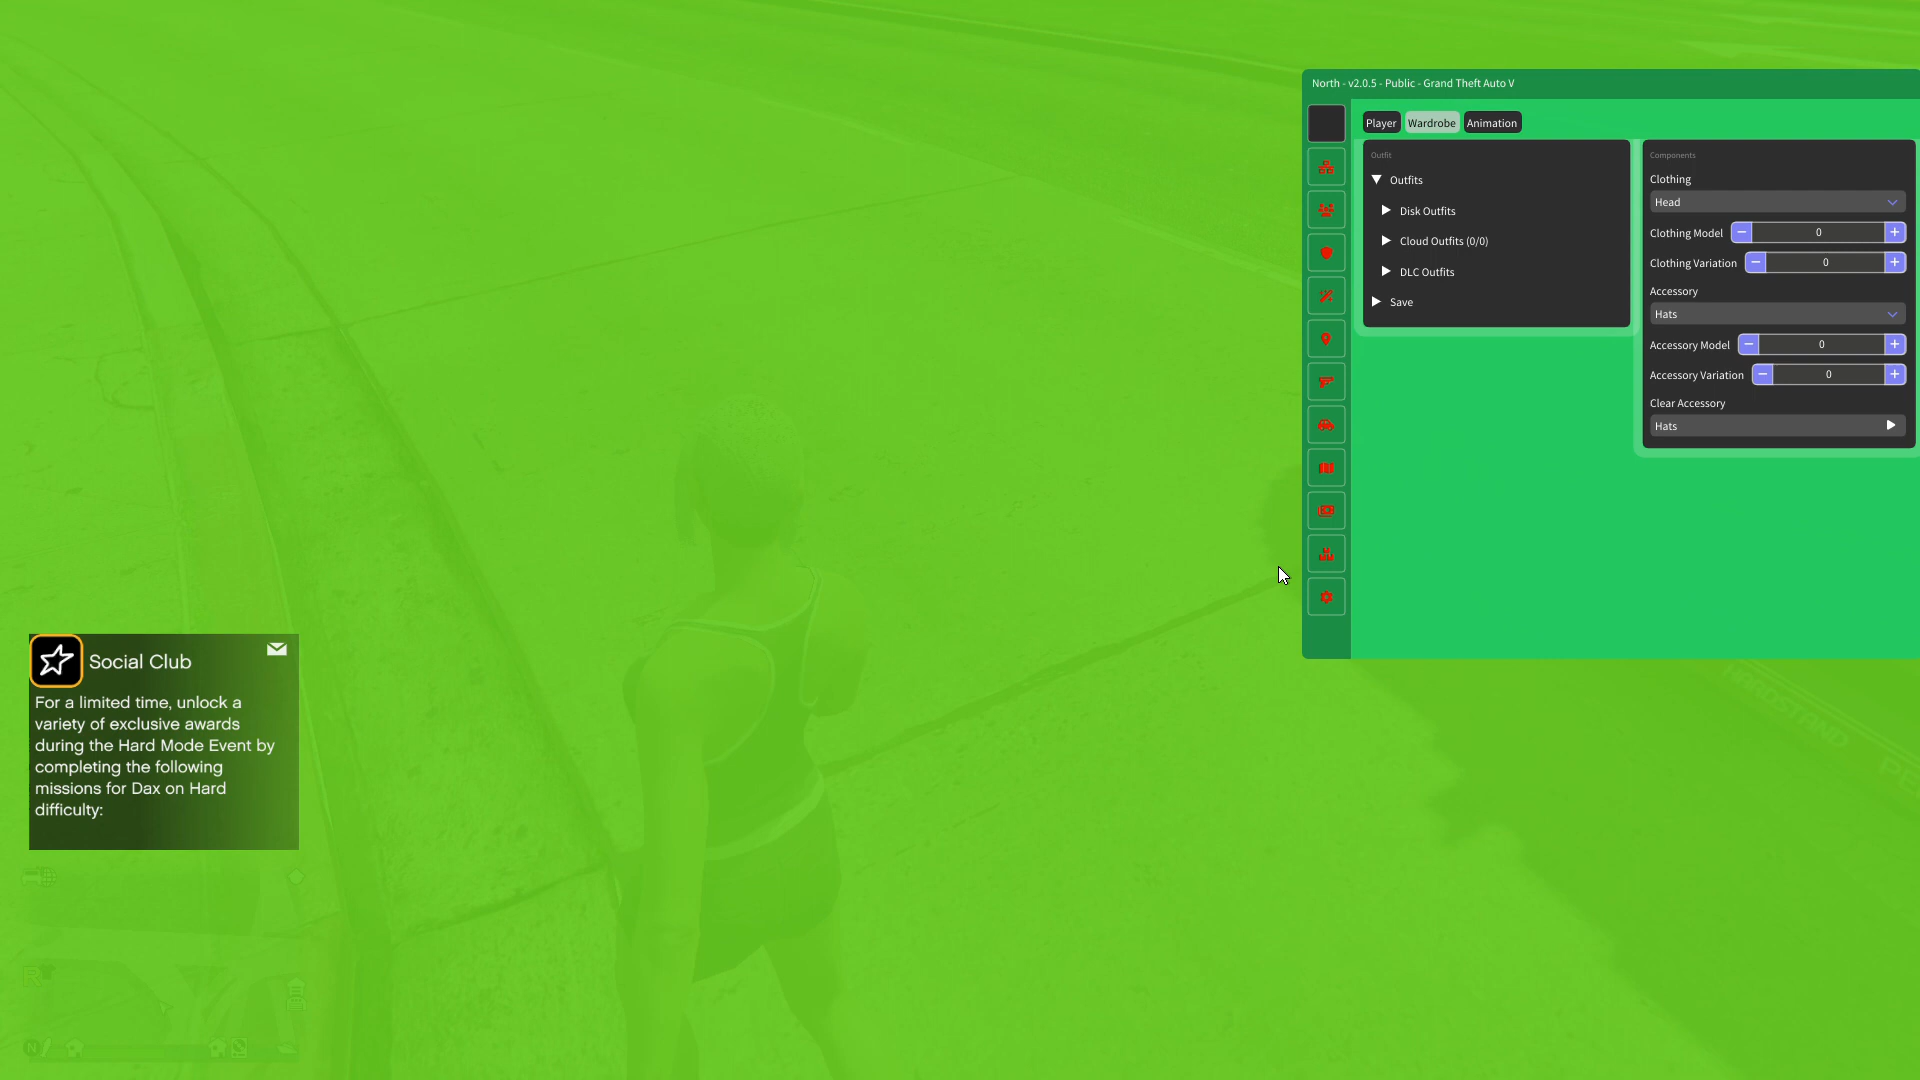 North - v2.0.5 - Public - Grand Theft Auto V
Player Wardrobe Animation
Outfit
Outfits
Disk Outfits
Cloud Outfits (0/0)
DLC Outfits
Save
Components
Clothing
Head
Clothing Model 0
Clothing Variation 0
Accessory
Hats
Accessory Model 0
Accessory Variation 0
Clear Accessory
Hats
Social Club
For a limited time, unlock a
variety of exclusive awards
during the Hard Mode Event by
completing the following
missions for Dax on Hard
difficulty:
R
N